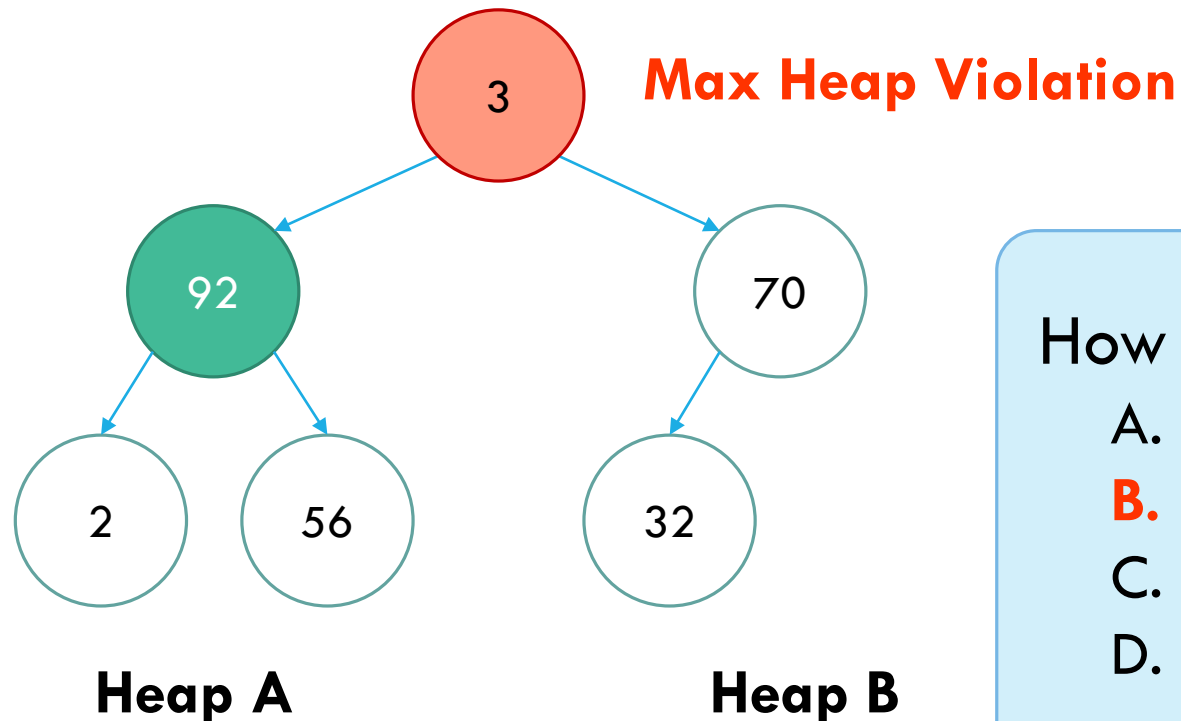 3
Max Heap Violation
92
70
2
56
32
Heap A
Heap B
How
A.
B.
C.
D.